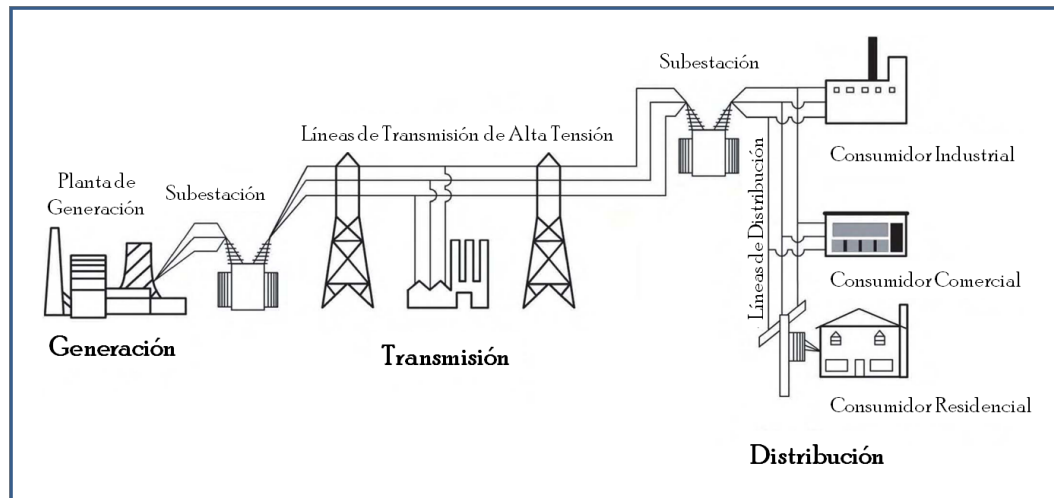 Subestación
Líneas de Transmisión de Alta Tensión
Consumidor Industrial
Planta de
Generación
Subestación
Líneas de Distribución
Consumidor Comercial
Generación
Transmisión
Consumidor Residencial
Distribución